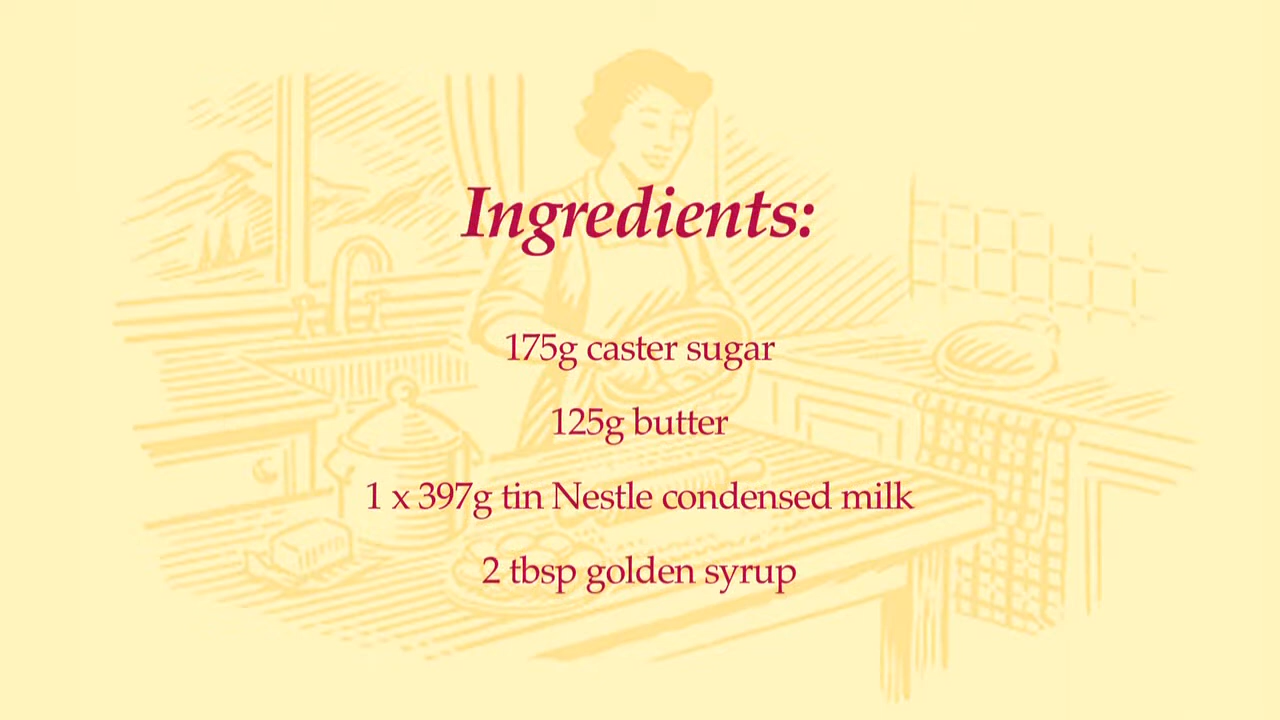 Ingredients:
175g caster sugar
125g butter
1 x 397g tin Nestle condensed milk
2 tbsp golden syrup